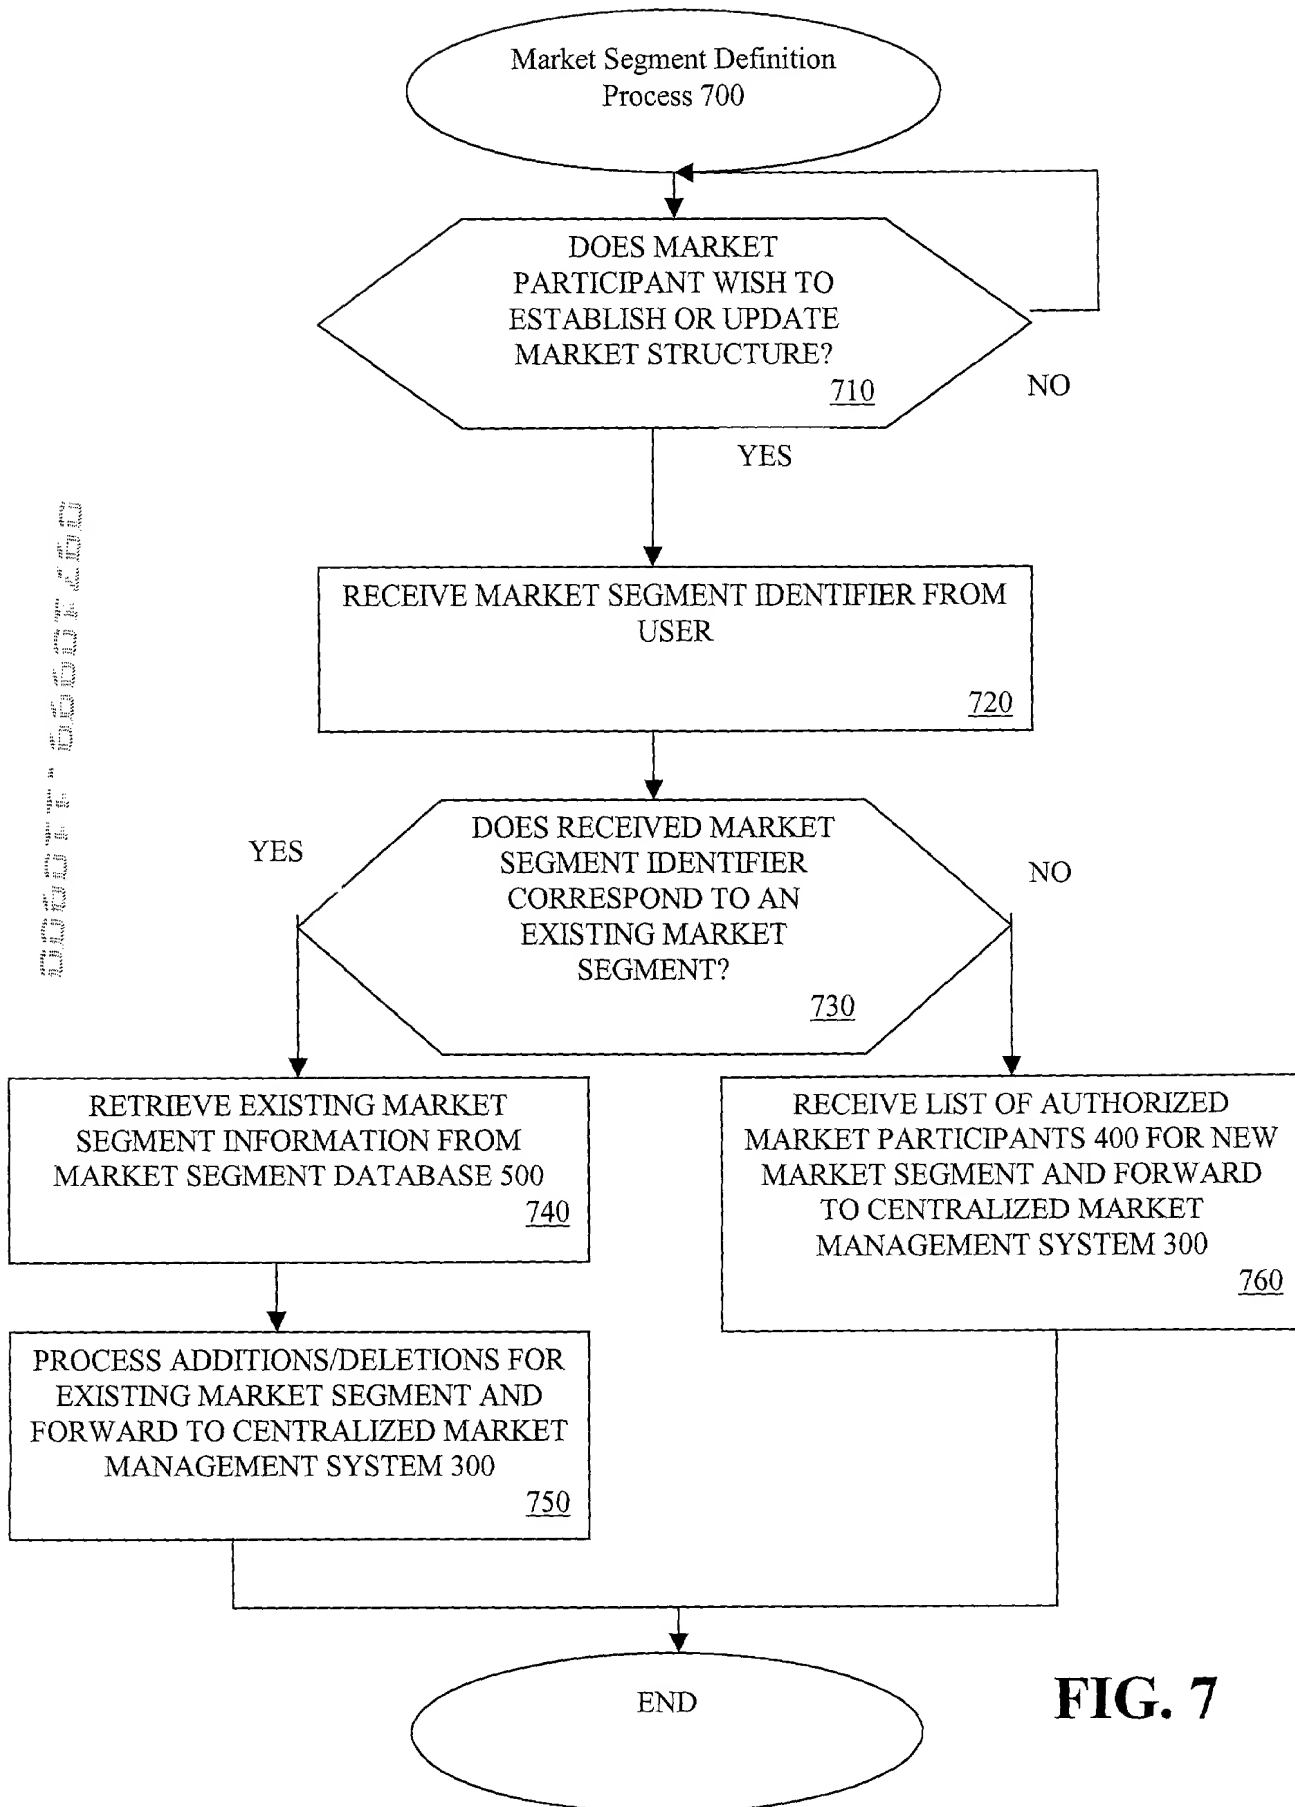 Market Segment Definition
Process 700
DOES MARKET
PARTICIPANT WISH TO
ESTABLISH OR UPDATE
MARKET STRUCTURE?
710
NO
YES
RECEIVE MARKET SEGMENT IDENTIFIER FROM
USER
720
YES
DOES RECEIVED MARKET
SEGMENT IDENTIFIER
CORRESPOND TO AN
EXISTING MARKET
SEGMENT?
730
NO
RETRIEVE EXISTING MARKET
SEGMENT INFORMATION FROM
MARKET SEGMENT DATABASE 500
740
RECEIVE LIST OF AUTHORIZED
MARKET PARTICIPANTS 400 FOR NEW
MARKET SEGMENT AND FORWARD
TO CENTRALIZED MARKET
MANAGEMENT SYSTEM 300
760
PROCESS ADDITIONS/DELETIONS FOR
EXISTING MARKET SEGMENT AND
FORWARD TO CENTRALIZED MARKET
MANAGEMENT SYSTEM 300
750
END
FIG. 7